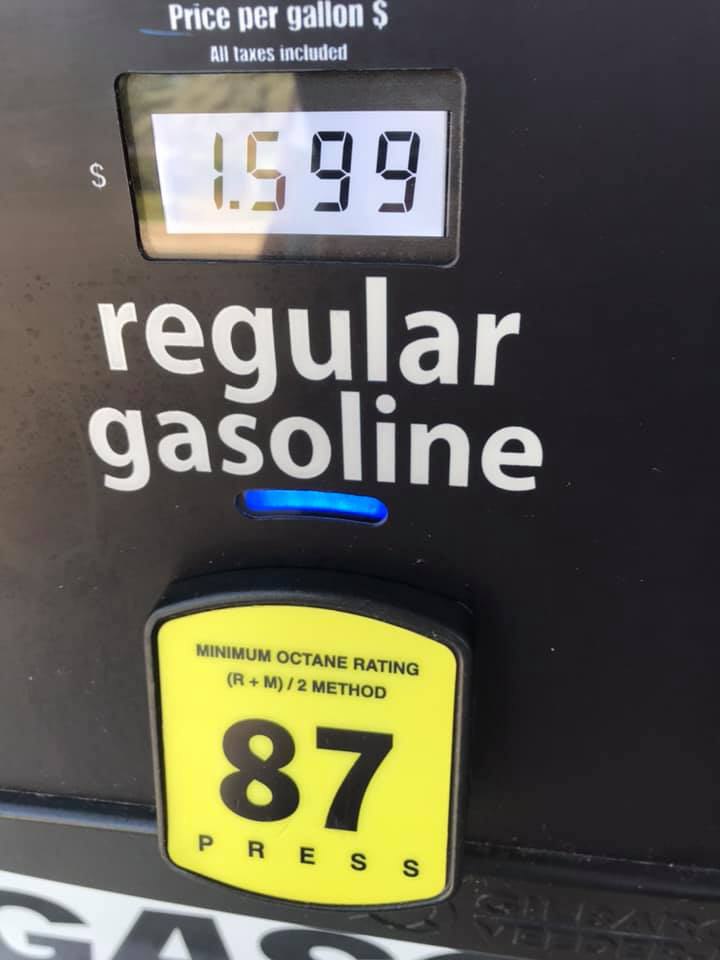 Price per gallon $
All taxes included
$ 1.599
regular
gasoline
MINIMUM OCTANE RATING
(R + M) / 2 METHOD
87
PRESS